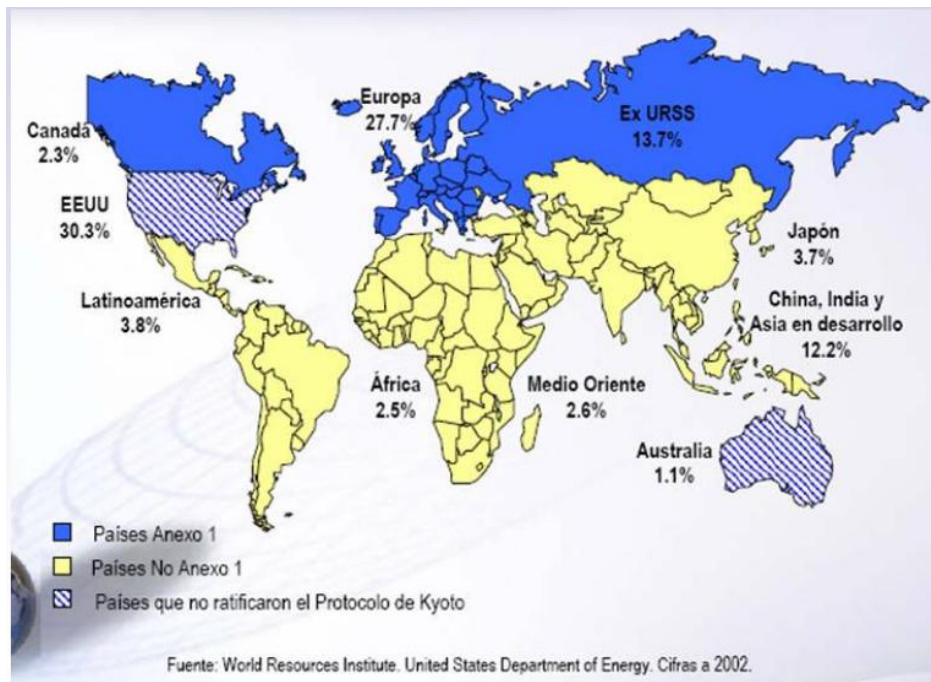 Canadá
2.3%
Europa
27.7%
Ex URSS
13.7%
EEUU
30.3%
Japón
3.7%
Latinoamérica
3.8%
China, India y
Asia en desarrollo
12.2%
África
2.5%
Medio Oriente
2.6%
Australia
1.1%
Países Anexo 1
Países No Anexo 1
Países que no ratificaron el Protocolo de Kyoto
Fuente: World Resources Institute. United States Department of Energy. Cifras a 2002.